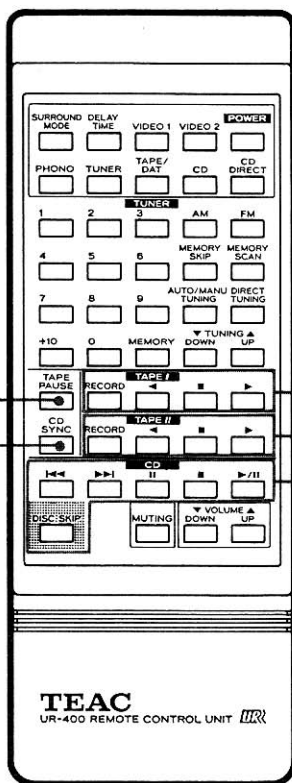 SURROUND MODE DELAY TIME VIDEO 1 VIDEO 2 POWER
PHONO TUNER TAPE/ DAT CD CD DIRECT
TUNER
1 2 3 AM FM
4 5 6 MEMORY SKIP MEMORY SCAN
7 8 9 AUTO/MANU TUNING DIRECT TUNING
▼ TUNING ▲
+10 0 MEMORY DOWN UP
TAPE PAUSE
TAPE I
RECORD ◄ ■ ►
CD SYNC
TAPE II
RECORD ◄ ■ ►
CD
I◄◄ ►►I II ■ ►/II
▼ VOLUME ▲
DISC SKIP MUTING DOWN UP
TEAC
UR-400 REMOTE CONTROL UNIT UR